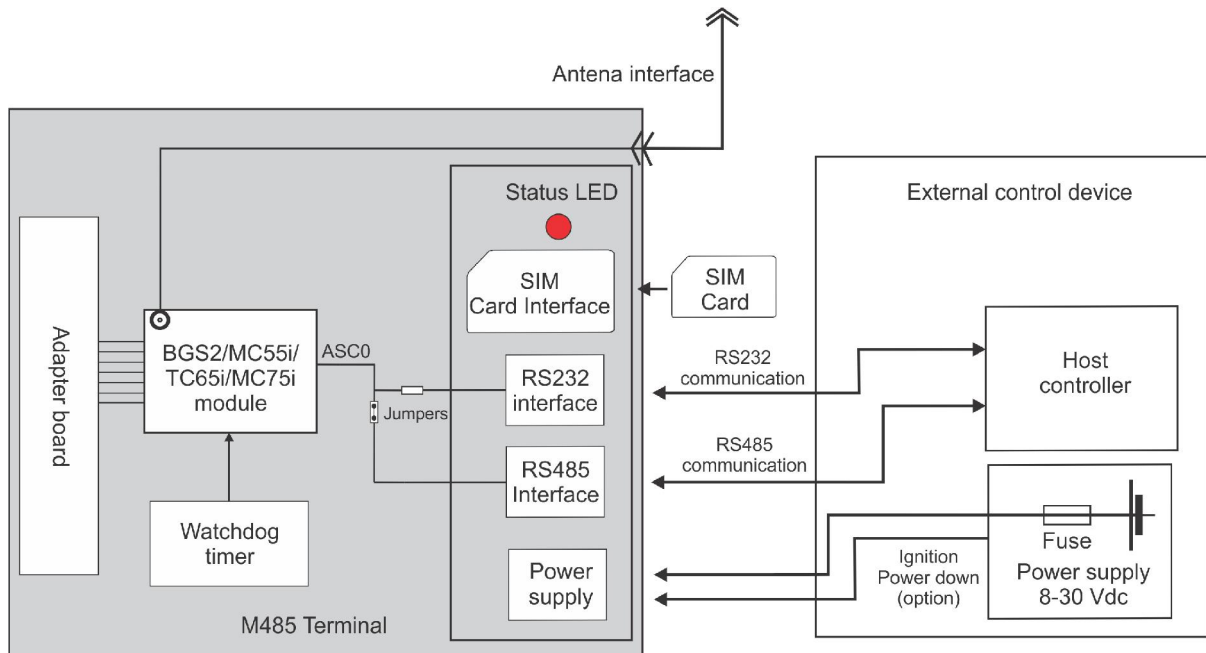 Antena interface
Status LED
SIM
Card Interface
SIM
Card
External control device
Adapter board
BGS2/MC55i/
TC65i/MC75i
module
ASC0
Jumpers
RS232
interface
RS232
communication
Host
controller
RS485
Interface
RS485
communication
Watchdog
timer
Power
supply
Ignition
Power down
(option)
Fuse
Power supply
8-30 Vdc
M485 Terminal